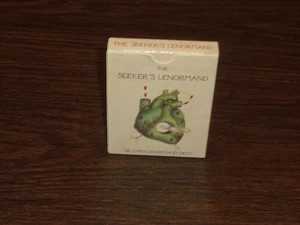 THE SEEKER'S LENORMAND
THE
SEEKER'S LENORMAND